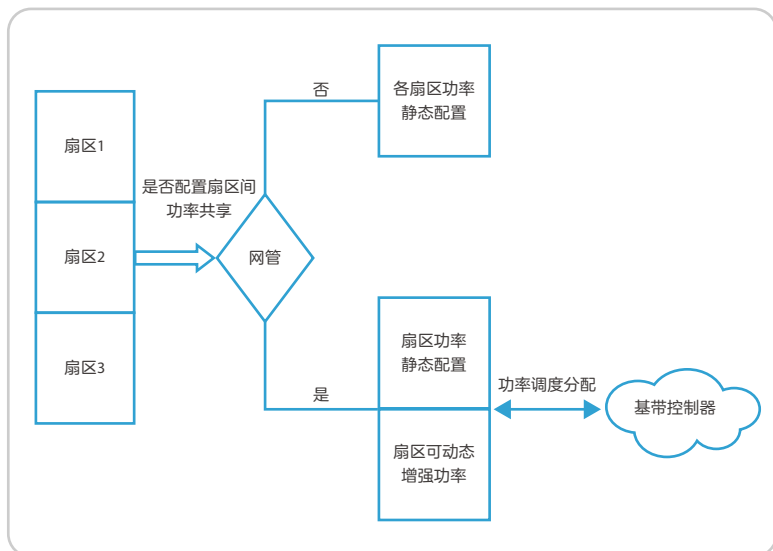 否
各扇区功率
静态配置
扇区1
是否配置扇区间
功率共享
扇区2
网管
扇区3
扇区功率
静态配置
是
功率调度分配
基带控制器
扇区可动态
增强功率